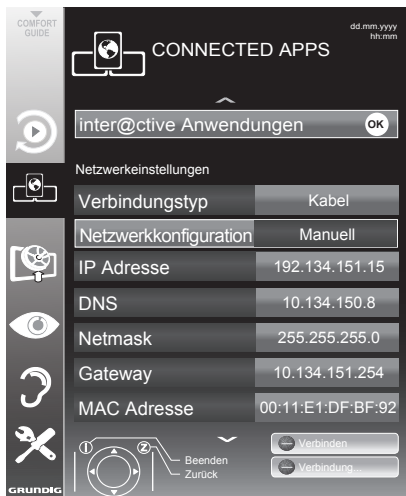 COMFORT
GUIDE
CONNECTED APPS
dd.mm.yyyy
hh:mm
inter@ctive Anwendungen
OK
Netzwerkeinstellungen
Verbindungstyp Kabel
Netzwerkkonfiguration Manuell
IP Adresse 192.134.151.15
DNS 10.134.150.8
Netmask 255.255.255.0
Gateway 10.134.151.254
MAC Adresse 00:11:E1:DF:BF:92
1 2
Beenden
Zurück
Verbinden
Verbindung...
GRUNDIG